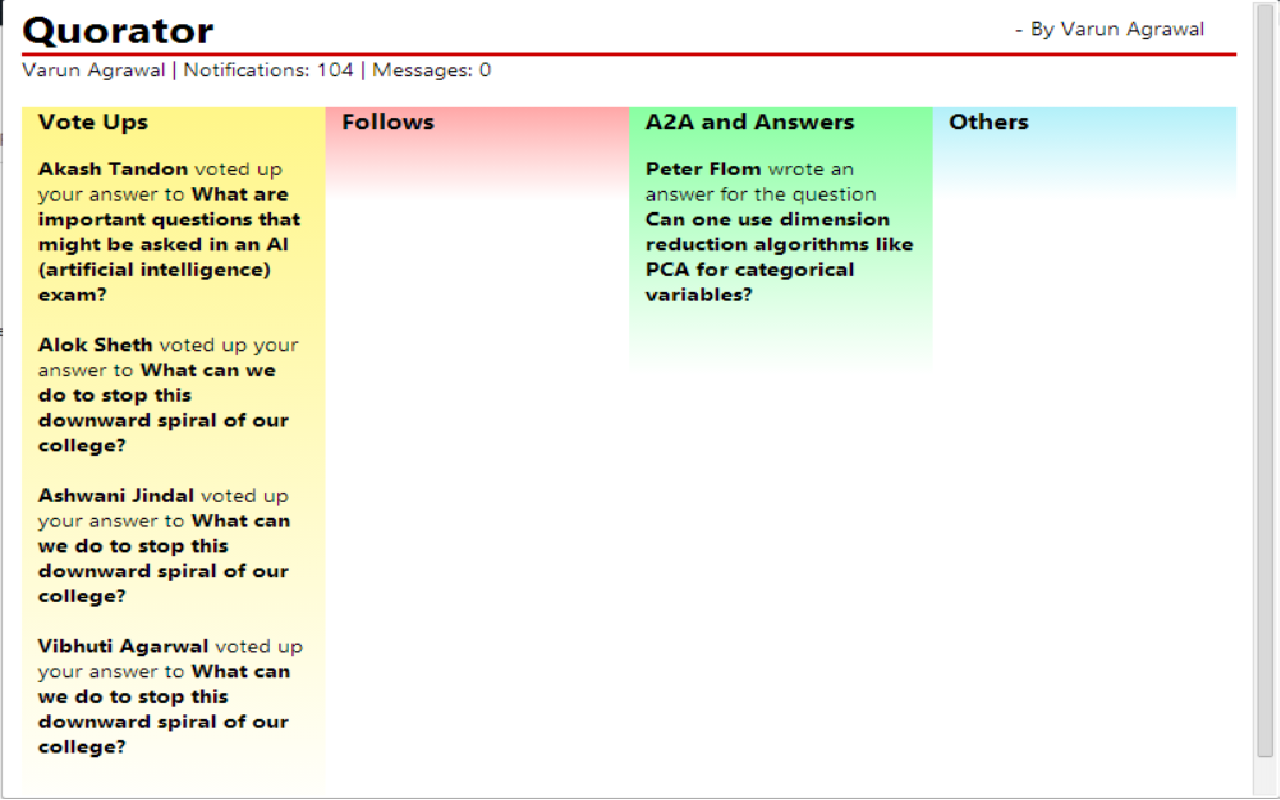 Quorator
- By Varun Agrawal
Varun Agrawal | Notifications: 104 | Messages: 0
Vote Ups
Akash Tandon voted up
your answer to What are
important questions that
might be asked in an AI
(artificial intelligence)
exam?
Alok Sheth voted up your
answer to What can we
do to stop this
downward spiral of our
college?
Ashwani Jindal voted up
your answer to What can
we do to stop this
downward spiral of our
college?
Vibhuti Agarwal voted up
your answer to What can
we do to stop this
downward spiral of our
college?
Follows
A2A and Answers
Peter Flom wrote an
answer for the question
Can one use dimension
reduction algorithms like
PCA for categorical
variables?
Others